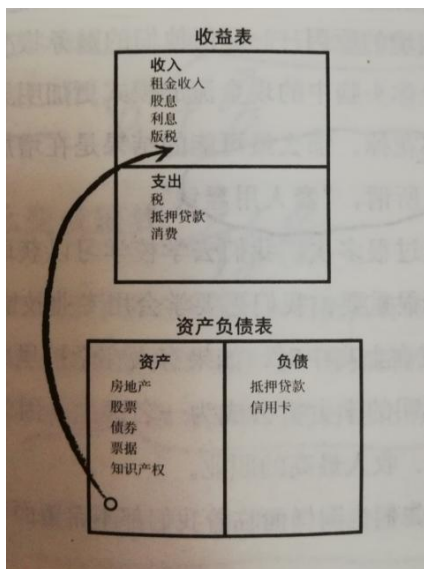 收益表
收入
租金收入
股息
利息
版税
支出
税
抵押贷款
消费
资产负债表
资产
房地产
股票
债券
票据
知识产权
负债
抵押贷款
信用卡